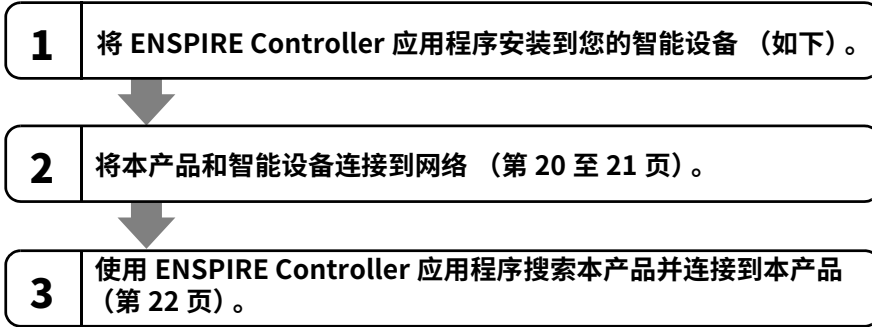 1 将 ENSPIRE Controller 应用程序安装到您的智能设备 （如下）。
2 将本产品和智能设备连接到网络 （第 20 至 21 页）。
3 使用 ENSPIRE Controller 应用程序搜索本产品并连接到本产品
（第 22 页）。